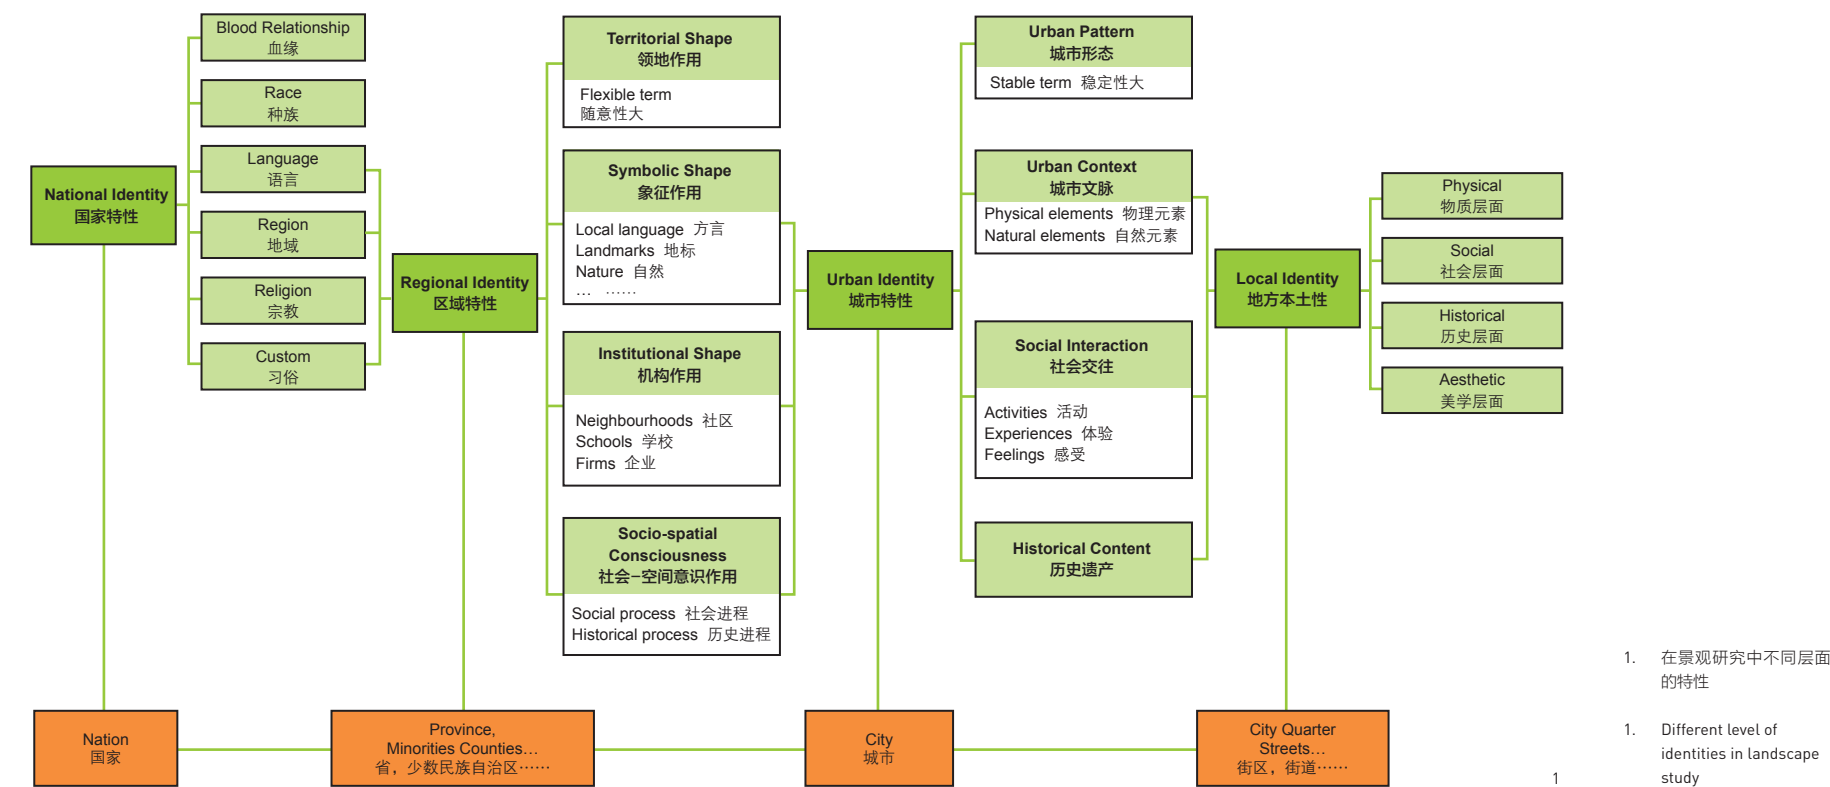 National Identity
国家特性
Blood Relationship
血缘
Race
种族
Language
语言
Region
地域
Religion
宗教
Custom
习俗
Regional Identity
区域特性
Territorial Shape
领地作用
Flexible term
随意性大
Symbolic Shape
象征作用
Local language 方言
Landmarks 地标
Nature 自然
… ……
Institutional Shape
机构作用
Neighbourhoods 社区
Schools 学校
Firms 企业
Socio-spatial
Consciousness
社会–空间意识作用
Social process 社会进程
Historical process 历史进程
Urban Identity
城市特性
Urban Pattern
城市形态
Stable term 稳定性大
Urban Context
城市文脉
Physical elements 物理元素
Natural elements 自然元素
Social Interaction
社会交往
Activities 活动
Experiences 体验
Feelings 感受
Historical Content
历史遗产
Local Identity
地方本土性
Physical
物质层面
Social
社会层面
Historical
历史层面
Aesthetic
美学层面
Nation
国家
Province,
Minorities Counties…
省，少数民族自治区……
City
城市
City Quarter
Streets…
街区，街道……
1
1. 在景观研究中不同层面
的特性
1. Different level of
identities in landscape
study